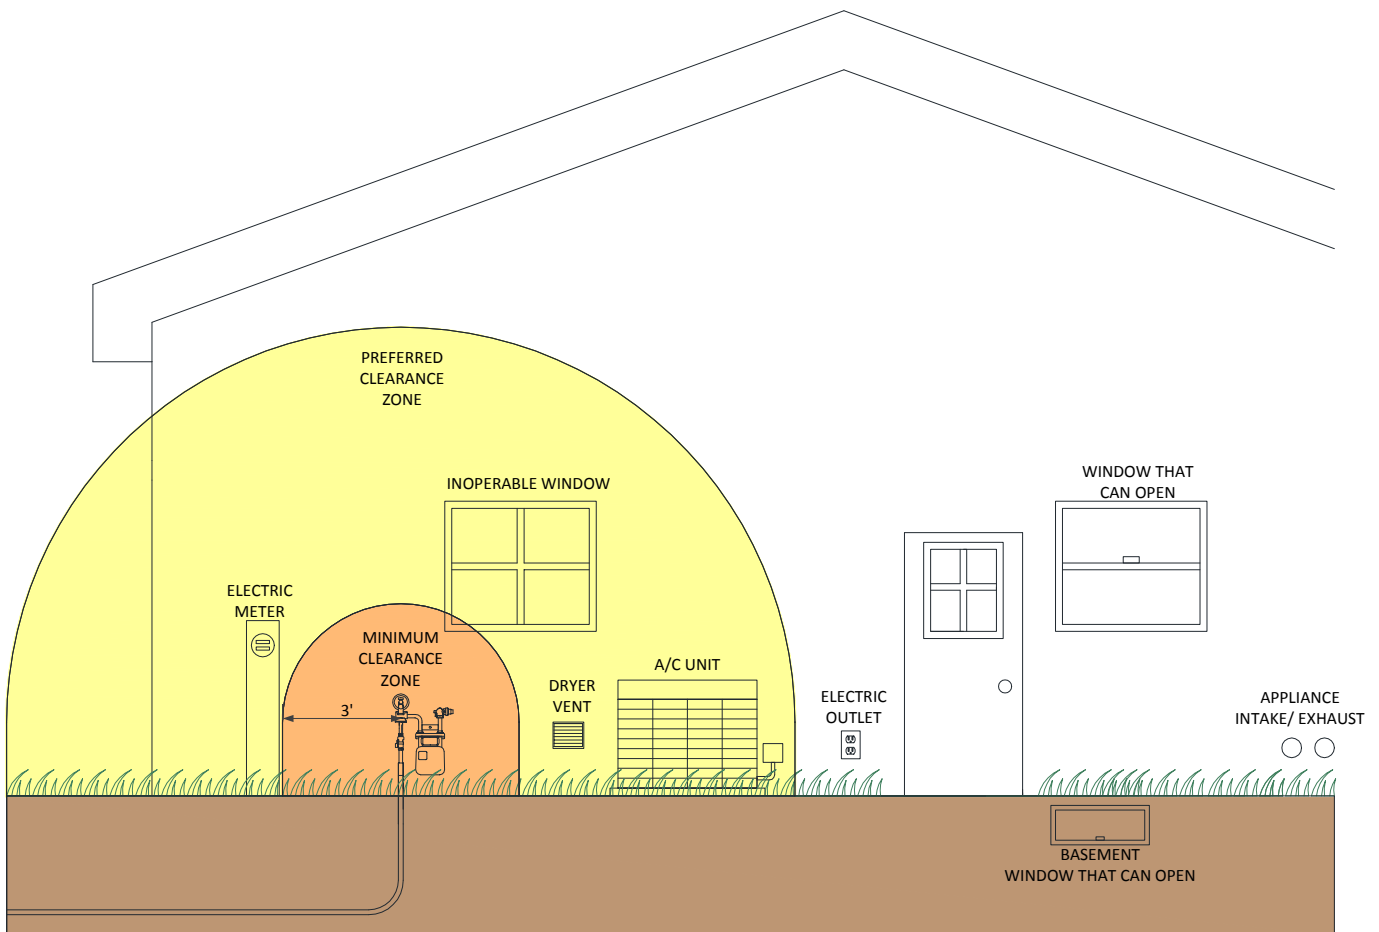 PREFERRED
CLEARANCE
ZONE
INOPERABLE WINDOW
WINDOW THAT
CAN OPEN
ELECTRIC
METER
MINIMUM
CLEARANCE
ZONE
3'
DRYER
VENT
A/C UNIT
ELECTRIC
OUTLET
APPLIANCE
INTAKE/ EXHAUST
BASEMENT
WINDOW THAT CAN OPEN